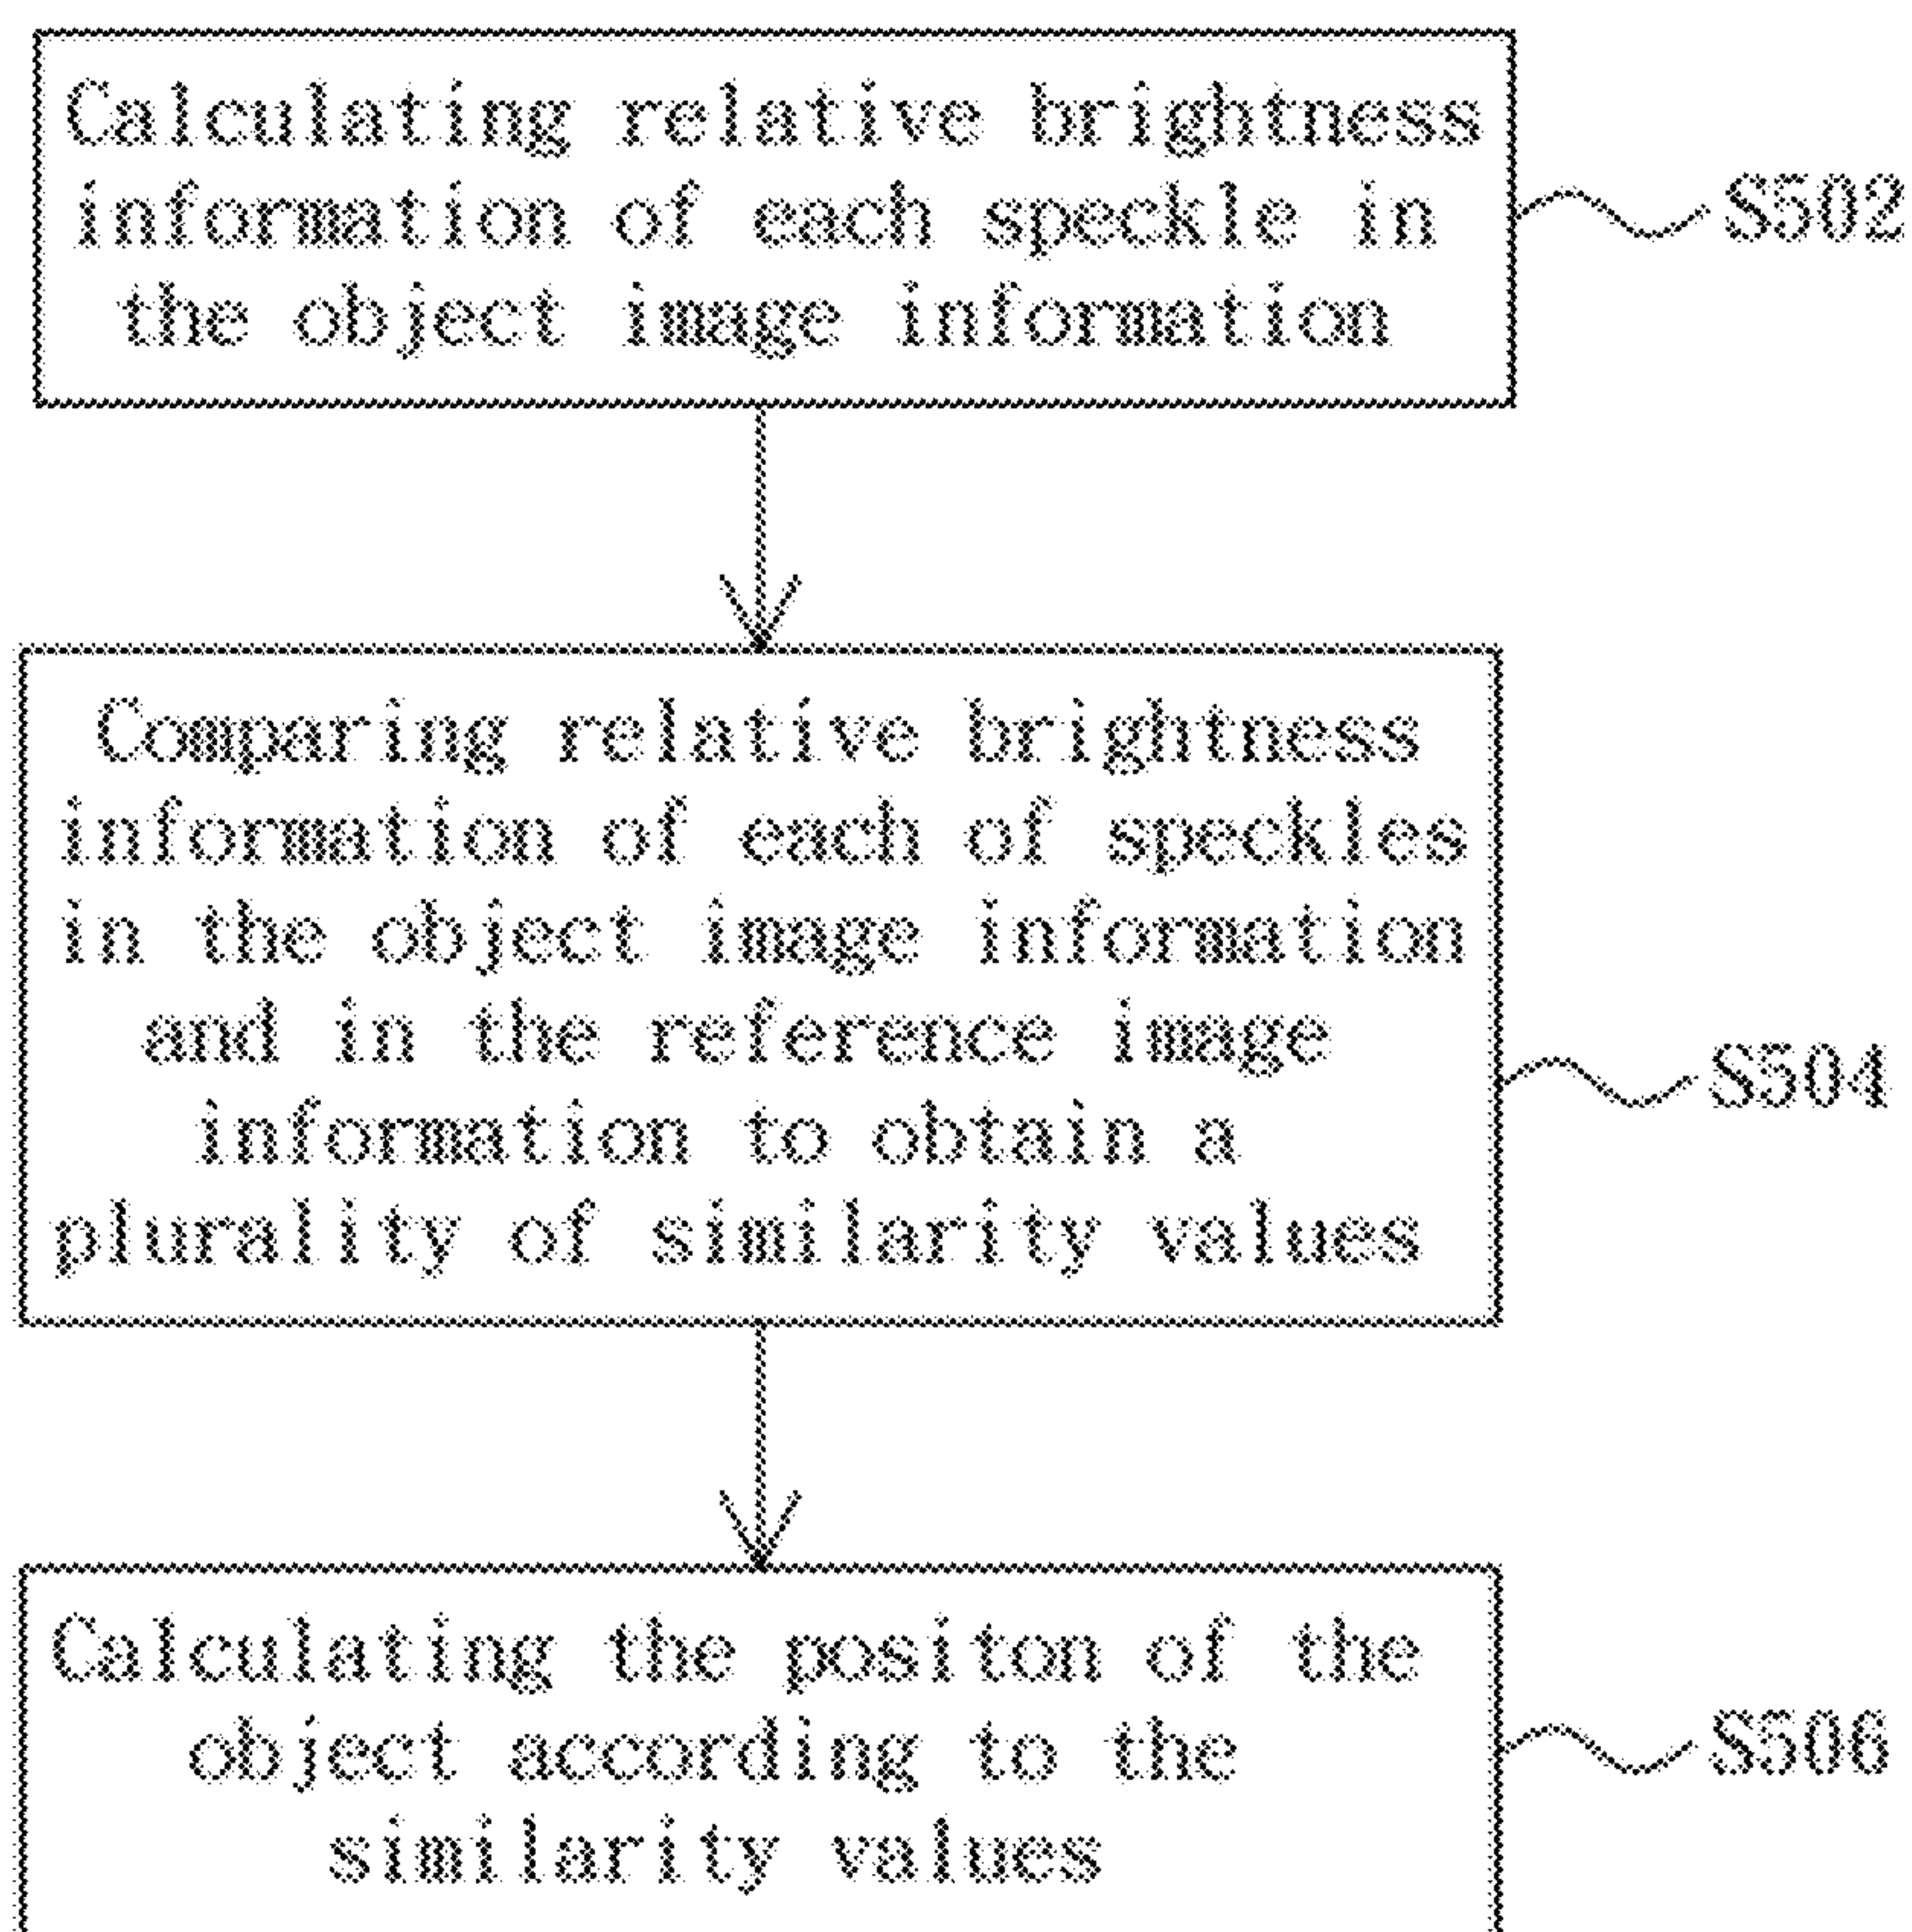 Calculating relative brightness
information of each speckle in
the object image information
S502
Comparing relative brightness
information of each of speckles
in the object image information
and in the reference image
information to obtain a
plurality of similarity values
S504
Calculating the positon of the
object according to the
similarity values
S506